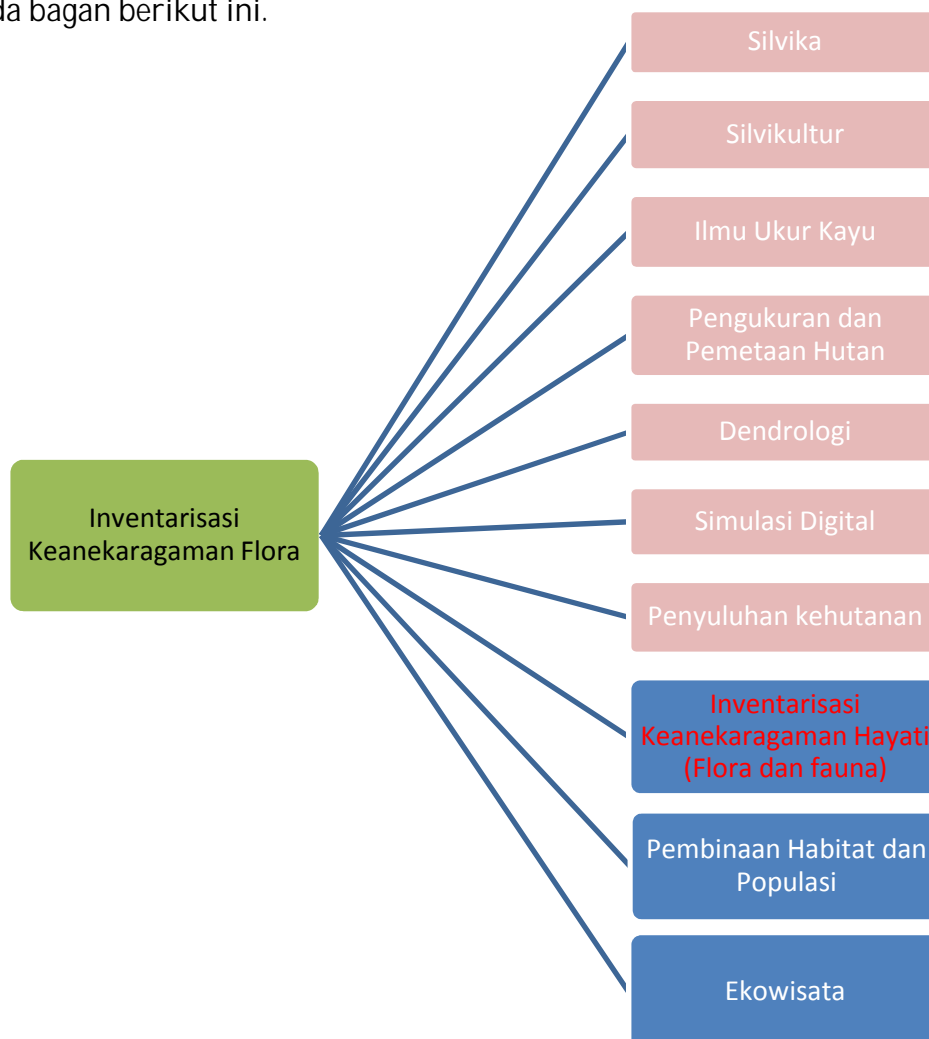 da bagan berikut ini.
Silvika
Silvikultur
Ilmu Ukur Kayu
Pengukuran dan
Pemetaan Hutan
Dendrologi
Inventarisasi
Keanekaragaman Flora
Simulasi Digital
Penyuluhan kehutanan
Inventarisasi
Keanekaragaman Hayati
(Flora dan fauna)
Pembinaan Habitat dan
Populasi
Ekowisata